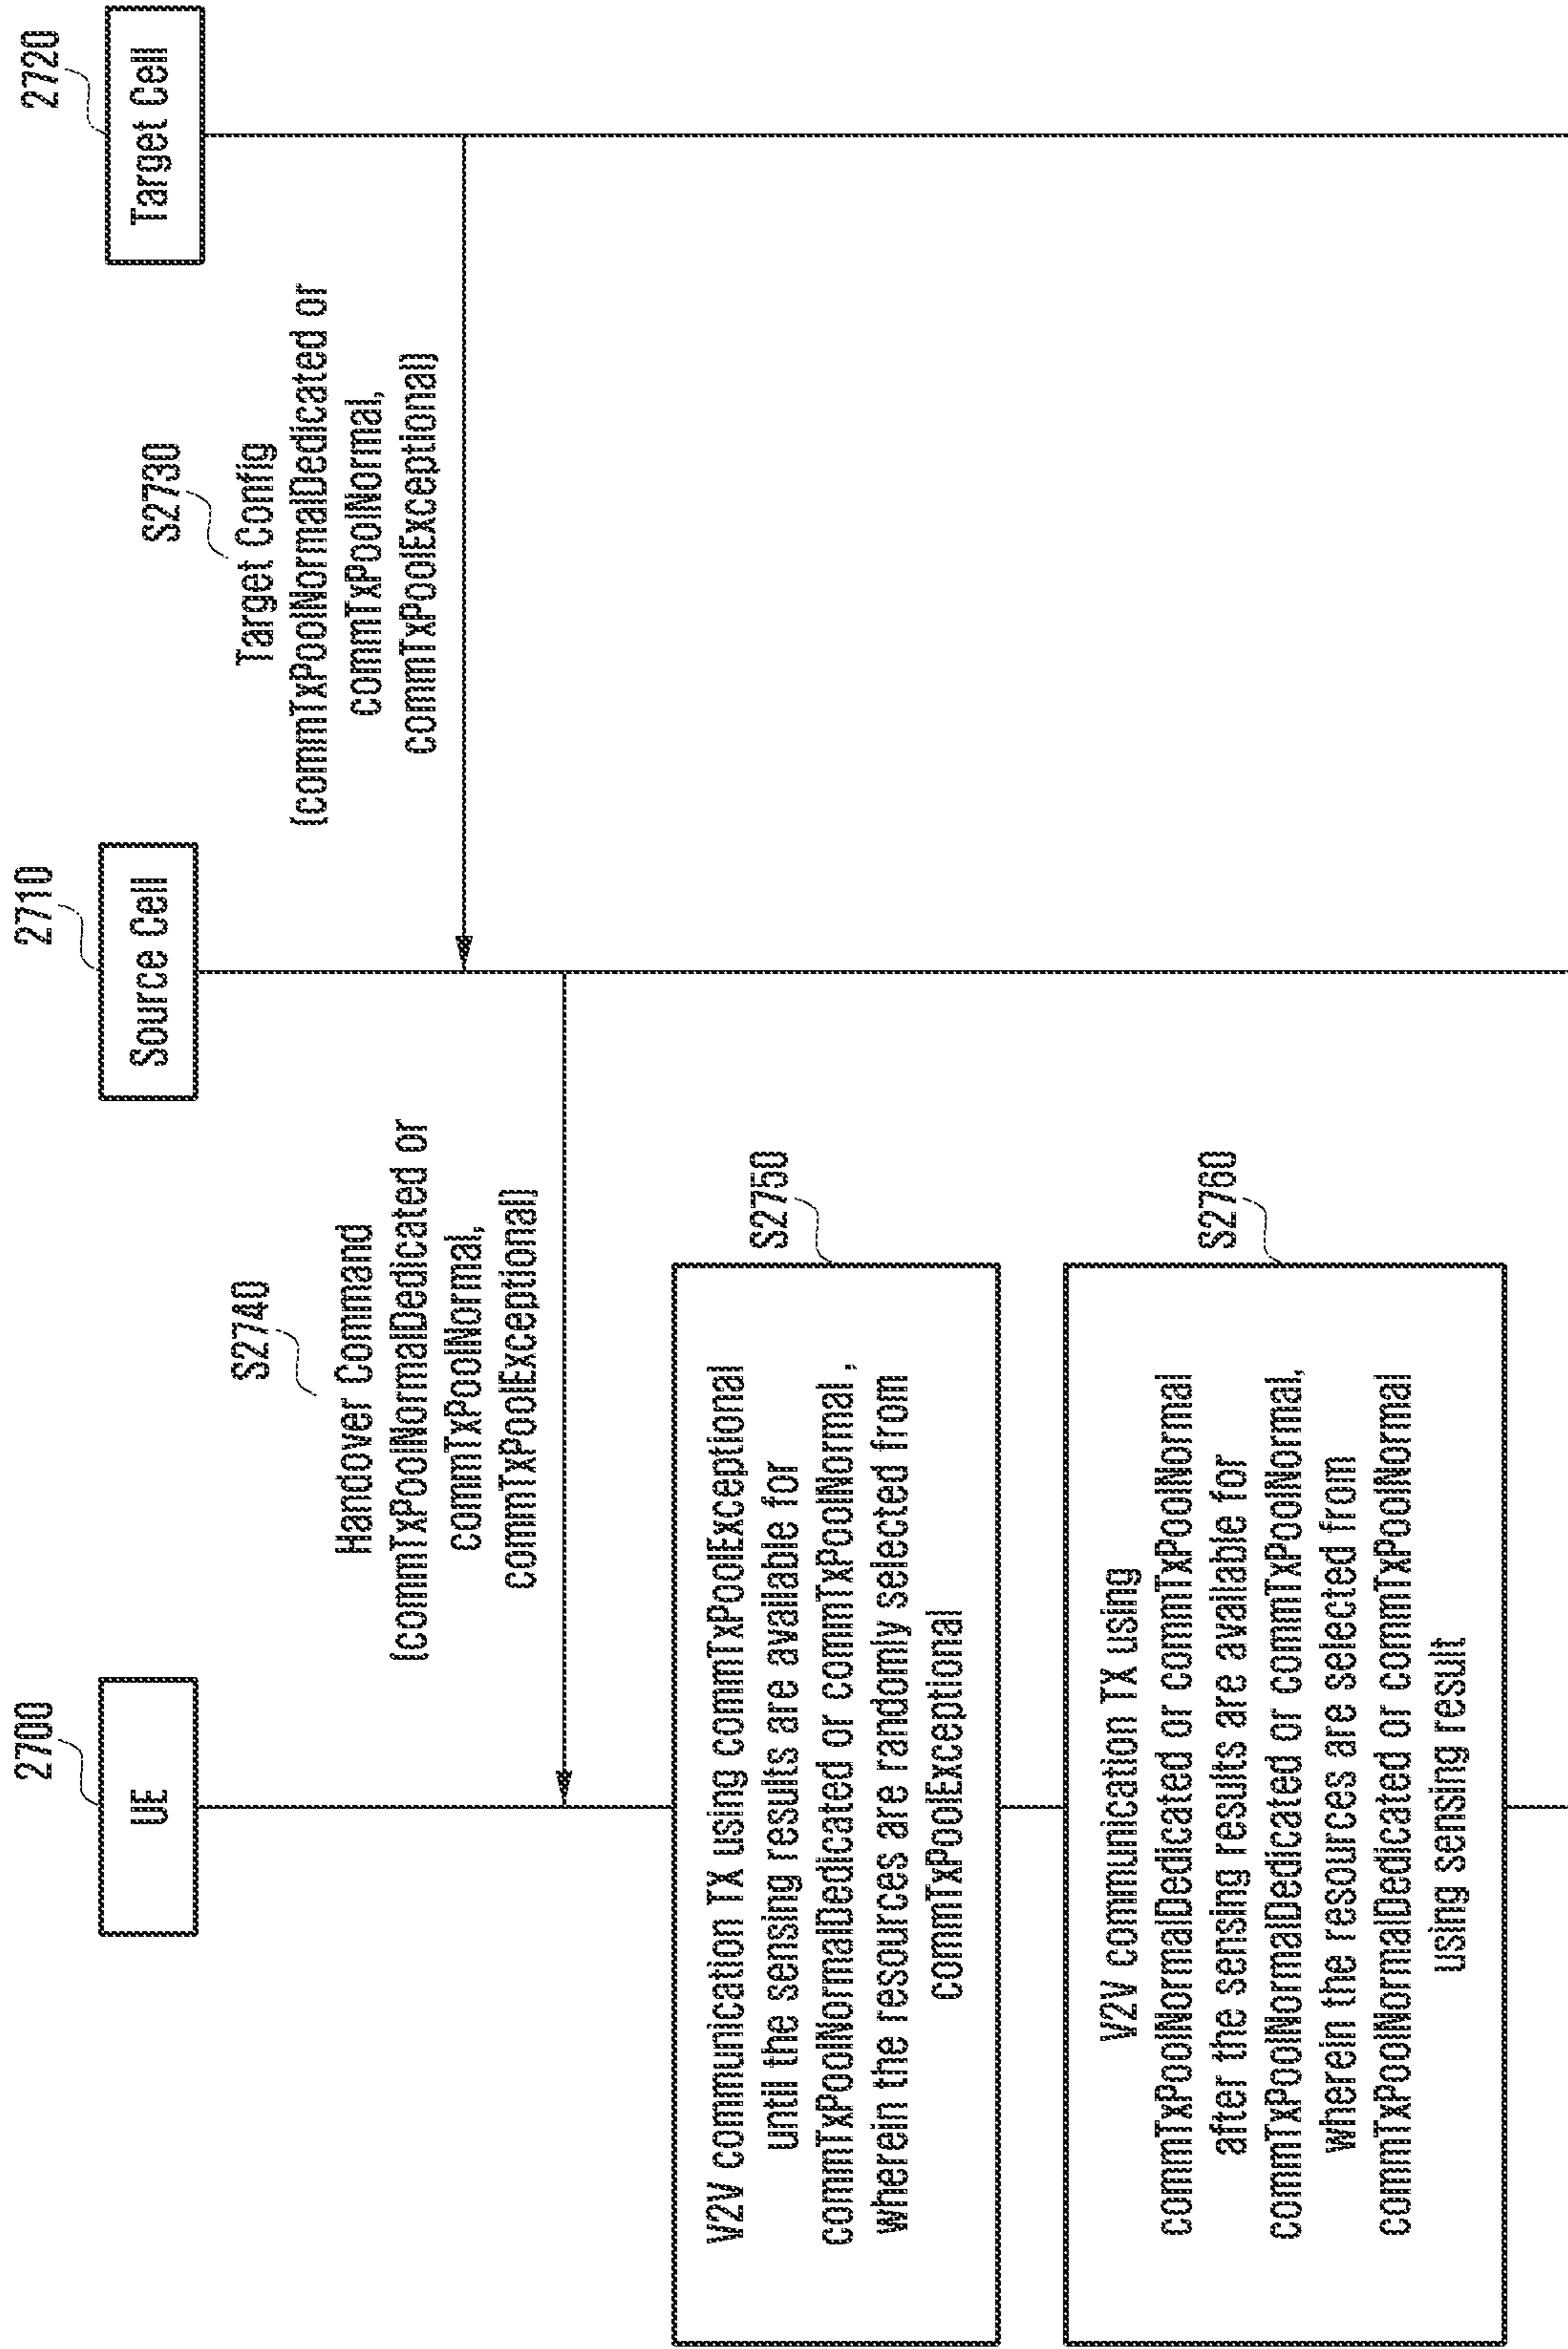 2700
UE
2710
Source Cell
2720
Target Cell
S2730
Target Config
(commTxPoolNormalDedicated or
commTxPoolNormal,
commTxPoolExceptional)
S2740
Handover Command
(commTxPoolNormalDedicated or
commTxPoolNormal,
commTxPoolExceptional)
S2750
V2V communication TX using commTxPoolExceptional
until the sensing results are available for
commTxPoolNormalDedicated or commTxPoolNormal ,
wherein the resources are randomly selected from
commTxPoolExceptional
S2760
V2V communication TX using
commTxPoolNormalDedicated or commTxPoolNormal
after the sensing results are available for
commTxPoolNormalDedicated or commTxPoolNormal,
wherein the resources are selected from
commTxPoolNormalDedicated or commTxPoolNormal
using sensing result